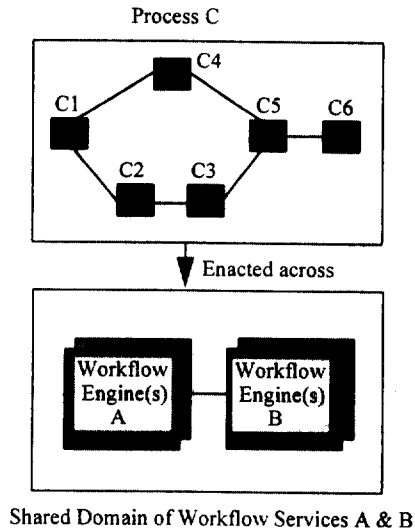 Process C
C4
C1
C5
C6
C2
C3
Enacted across
Workflow
Engine(s)
A
Workflow
Engine(s)
B
Shared Domain of Workflow Services A & B